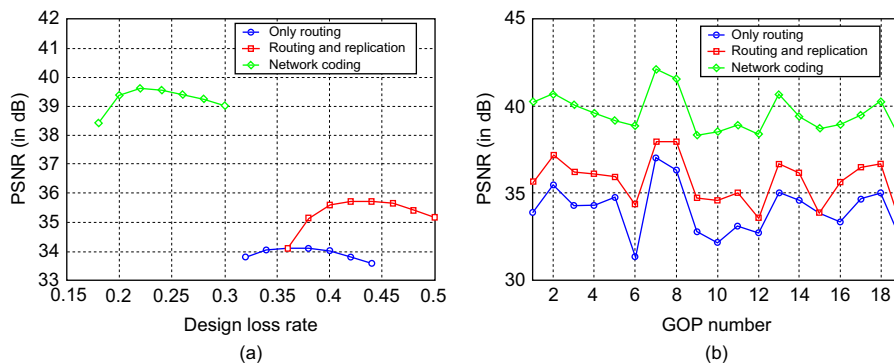 42
41
40
39
38
37
36
35
34
33
PSNR (in dB)
0.15
0.2
0.25
0.3
0.35
0.4
0.45
0.5
Design loss rate
Only routing
Routing and replication
Network coding
(a)
45
40
35
30
PSNR (in dB)
2
4
6
8
10
12
14
16
18
GOP number
Only routing
Routing and replication
Network coding
(b)